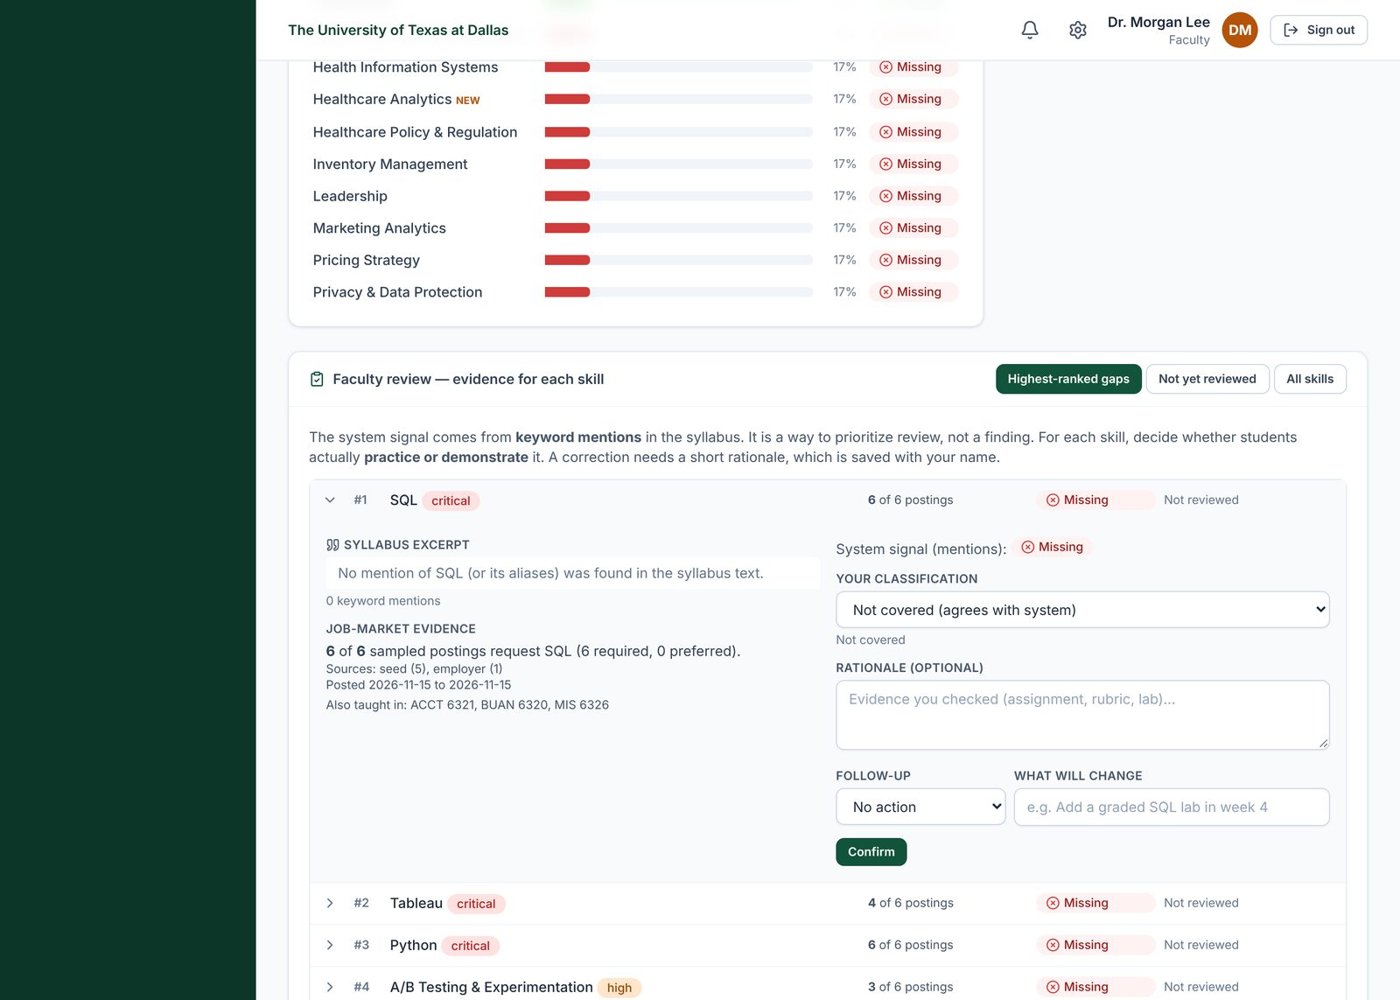 The University of Texas at Dallas
Dr. Morgan Lee
Faculty
DM
Sign out
Health Information Systems 17% Missing
Healthcare Analytics NEW 17% Missing
Healthcare Policy & Regulation 17% Missing
Inventory Management 17% Missing
Leadership 17% Missing
Marketing Analytics 17% Missing
Pricing Strategy 17% Missing
Privacy & Data Protection 17% Missing
Faculty review — evidence for each skill
Highest-ranked gaps
Not yet reviewed
All skills
The system signal comes from keyword mentions in the syllabus. It is a way to prioritize review, not a finding. For each skill, decide whether students
actually practice or demonstrate it. A correction needs a short rationale, which is saved with your name.
#1 SQL critical 6 of 6 postings Missing Not reviewed
SYLLABUS EXCERPT
No mention of SQL (or its aliases) was found in the syllabus text.
0 keyword mentions
JOB-MARKET EVIDENCE
6 of 6 sampled postings request SQL (6 required, 0 preferred).
Sources: seed (5), employer (1)
Posted 2026-11-15 to 2026-11-15
Also taught in: ACCT 6321, BUAN 6320, MIS 6326
System signal (mentions): Missing
YOUR CLASSIFICATION
Not covered (agrees with system)
Not covered
RATIONALE (OPTIONAL)
Evidence you checked (assignment, rubric, lab)...
FOLLOW-UP
No action
WHAT WILL CHANGE
e.g. Add a graded SQL lab in week 4
Confirm
#2 Tableau critical 4 of 6 postings Missing Not reviewed
#3 Python critical 6 of 6 postings Missing Not reviewed
#4 A/B Testing & Experimentation high 3 of 6 postings Missing Not reviewed